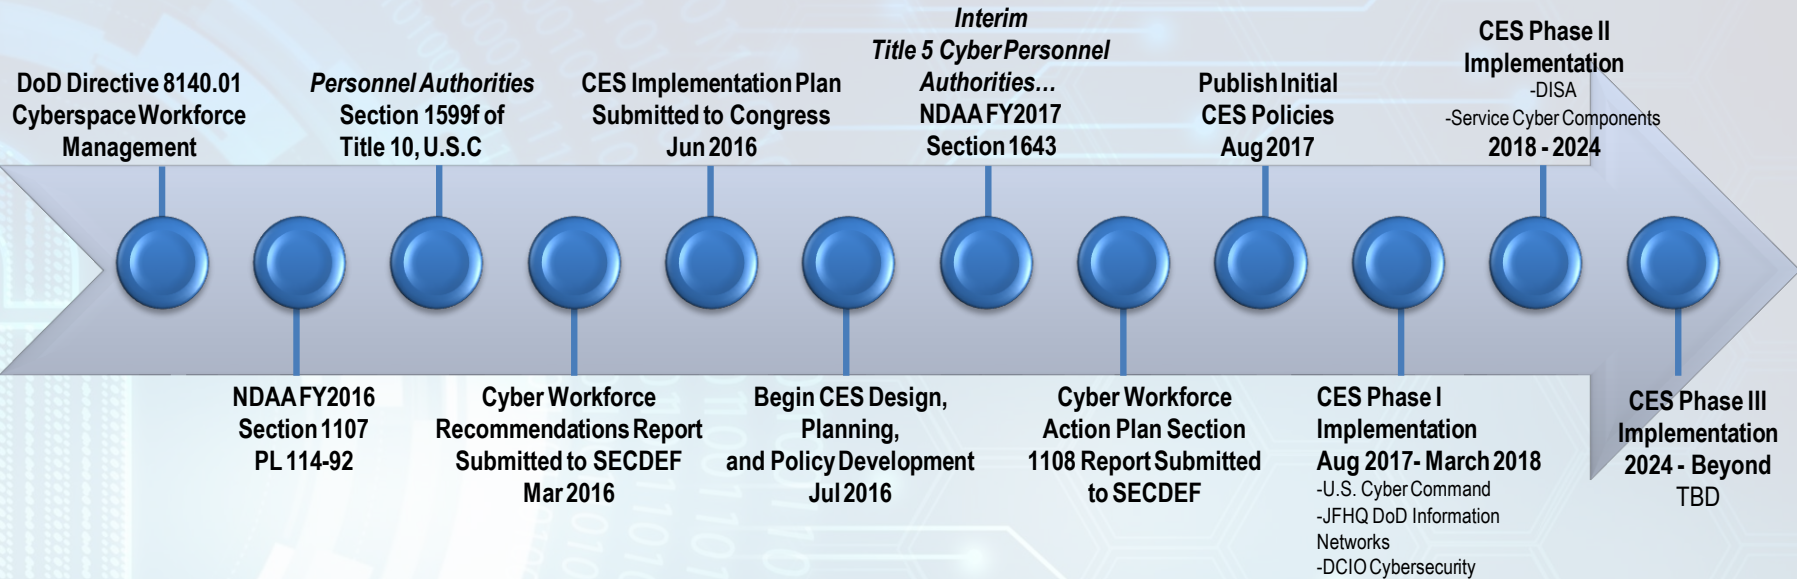 DoD Directive 8140.01
Cyberspace Workforce
Management
NDAA FY2016
Section 1107
PL 114-92
Personnel Authorities
Section 1599f of
Title 10, U.S.C
Cyber Workforce
Recommendations Report
Submitted to SECDEF
Mar 2016
CES Implementation Plan
Submitted to Congress
Jun 2016
Begin CES Design,
Planning,
and Policy Development
Jul 2016
Interim
Title 5 Cyber Personnel
Authorities…
NDAA FY2017
Section 1643
Cyber Workforce
Action Plan Section
1108 Report Submitted
to SECDEF
Publish Initial
CES Policies
Aug 2017
CES Phase I
Implementation
Aug 2017- March 2018
-U.S. Cyber Command
-JFHQ DoD Information
Networks
-DCIO Cybersecurity
CES Phase II
Implementation
-DISA
-Service Cyber Components
2018 - 2024
CES Phase III
Implementation
2024 - Beyond
TBD